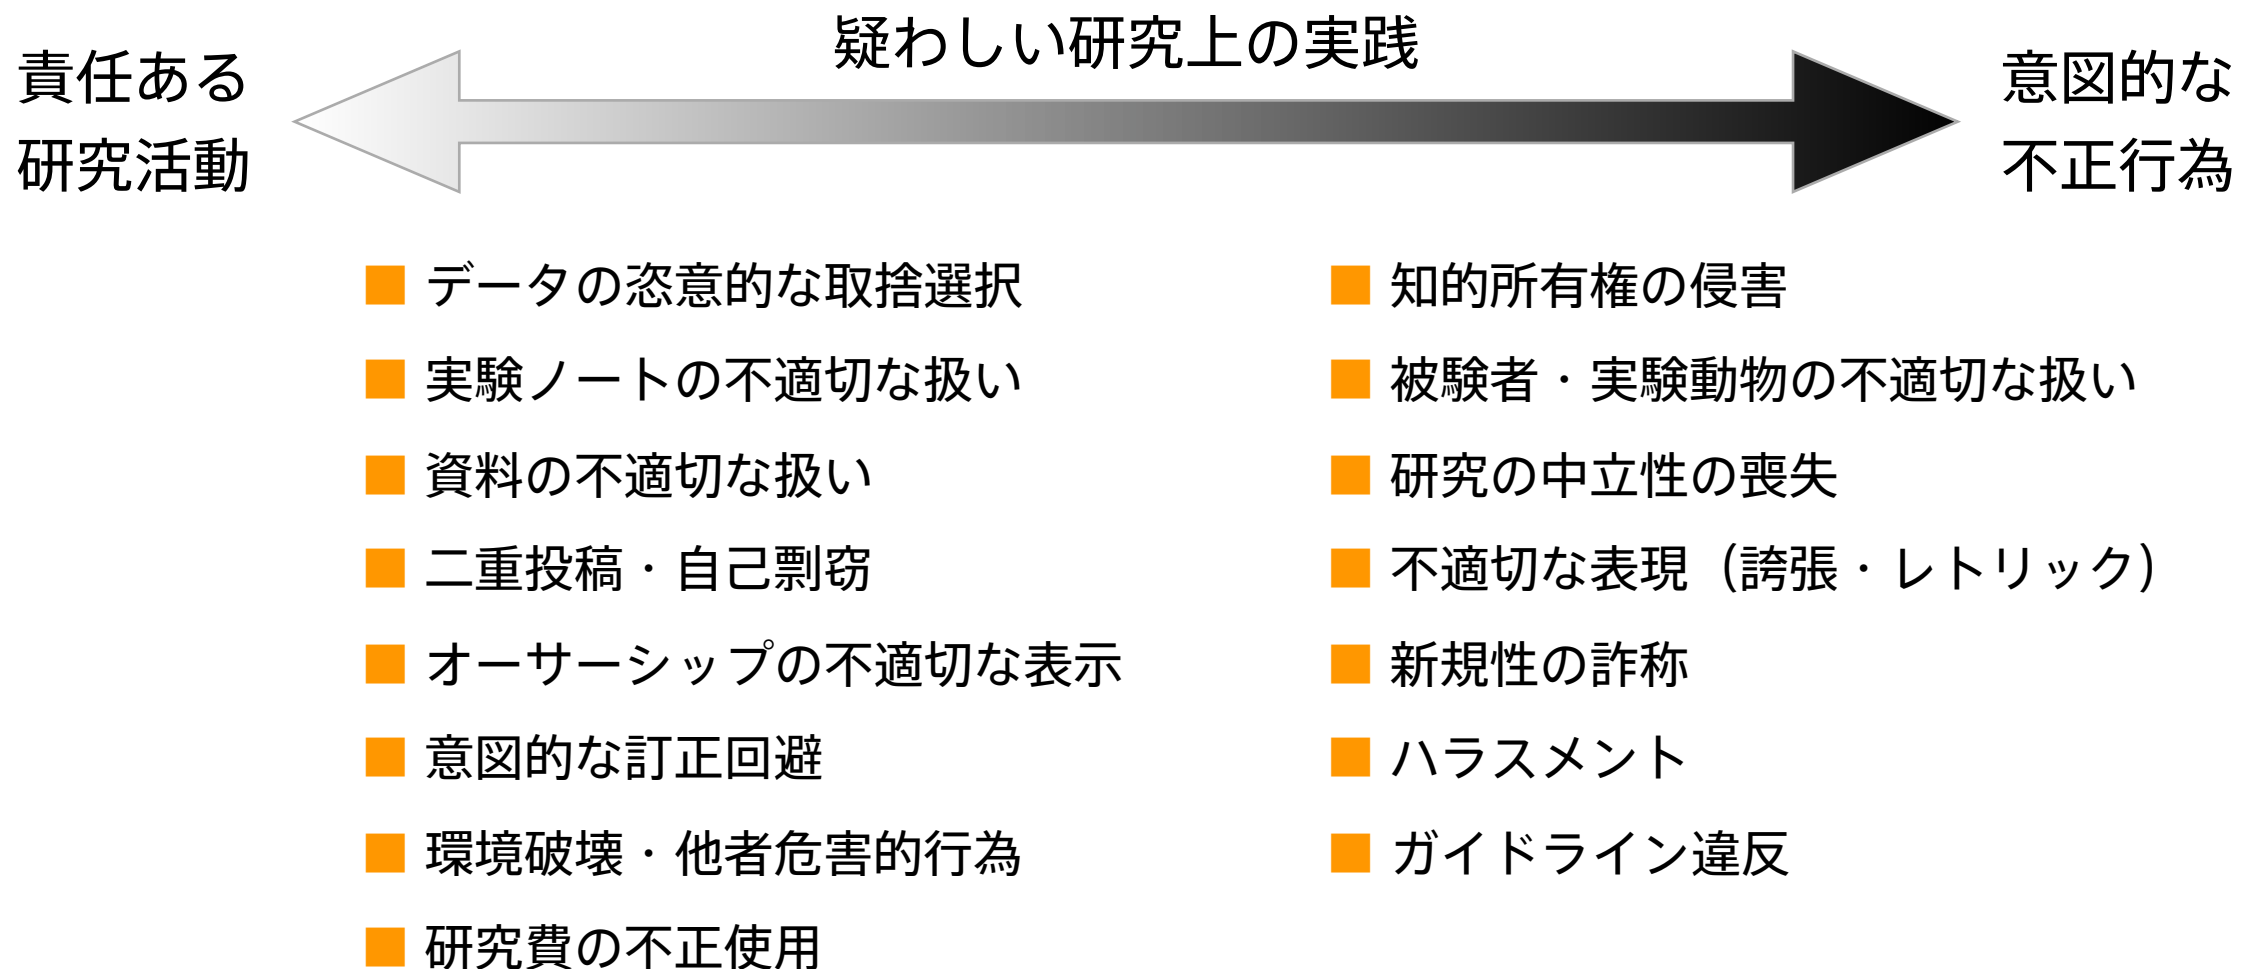 疑わしい研究上の実践
責任ある
研究活動
意図的な
不正行為
■ データの恣意的な取捨選択
■ 実験ノートの不適切な扱い
■ 資料の不適切な扱い
■ 二重投稿・自己剽窃
■ オーサーシップの不適切な表示
■ 意図的な訂正回避
■ 環境破壊・他者危害的行為
■ 研究費の不正使用
■ 知的所有権の侵害
■ 被験者・実験動物の不適切な扱い
■ 研究の中立性の喪失
■ 不適切な表現（誇張・レトリック）
■ 新規性の詐称
■ ハラスメント
■ ガイドライン違反